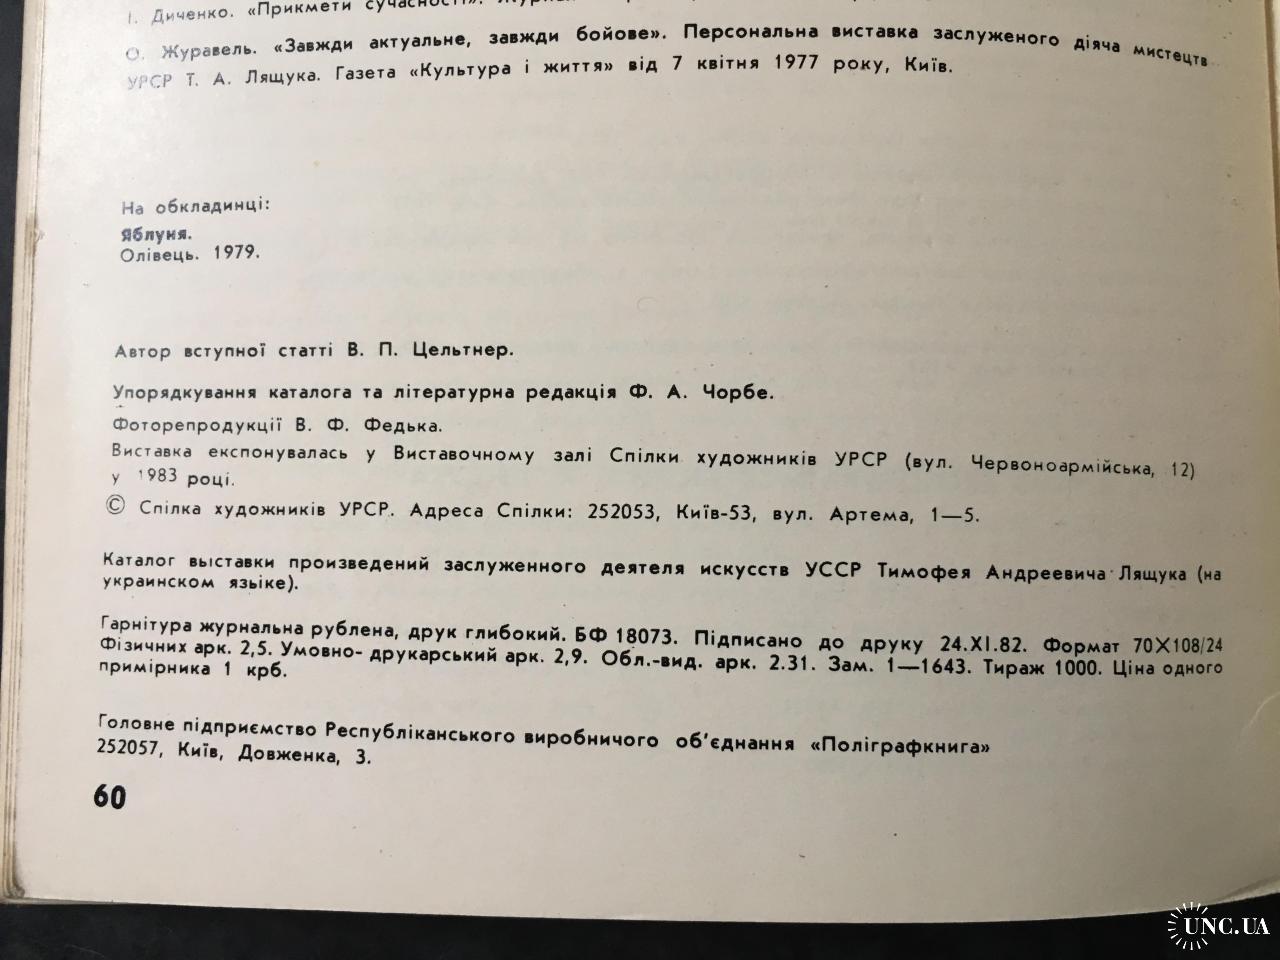 І. Диченко. «Прикмети сучасності».
О. Журавель. «Завжди актуальне, завжди бойове». Персональна виставка заслуженого діяча мистецтв
УРСР Т. А. Лящука. Газета «Культура і життя» від 7 квітня 1977 року, Київ.
На обкладинці:
Яблуня.
Олівець. 1979.
Автор вступної статті В. П. Цельтнер.
Упорядкування каталога та літературна редакція Ф. А. Чорбе.
Фоторепродукції В. Ф. Федька.
Виставка експонувалась у Виставочному залі Спілки художників УРСР (вул. Червоноармійська, 12)
у 1983 році.
© Спілка художників УРСР. Адреса Спілки: 252053, Київ-53, вул. Артема, 1—5.
Каталог выставки произведений заслуженного деятеля искусств УССР Тимофея Андреевича Лящука (на
украинском языіке).
Гарнітура журнальна рублена, друк глибокий. БФ 18073. Підписано до друку 24.XI.82. Формат 70X108/24
Фізичних арк. 2,5. Умовно- друкарський арк. 2,9. Обл.-вид. арк. 2.31. Зам. 1—1643. Тираж 1000. Ціна одного
примірника 1 крб.
Головне підприємство Республіканського виробничого об'єднання «Поліграфкнига»
252057, Київ, Довженка, 3.
60
UNC.UA